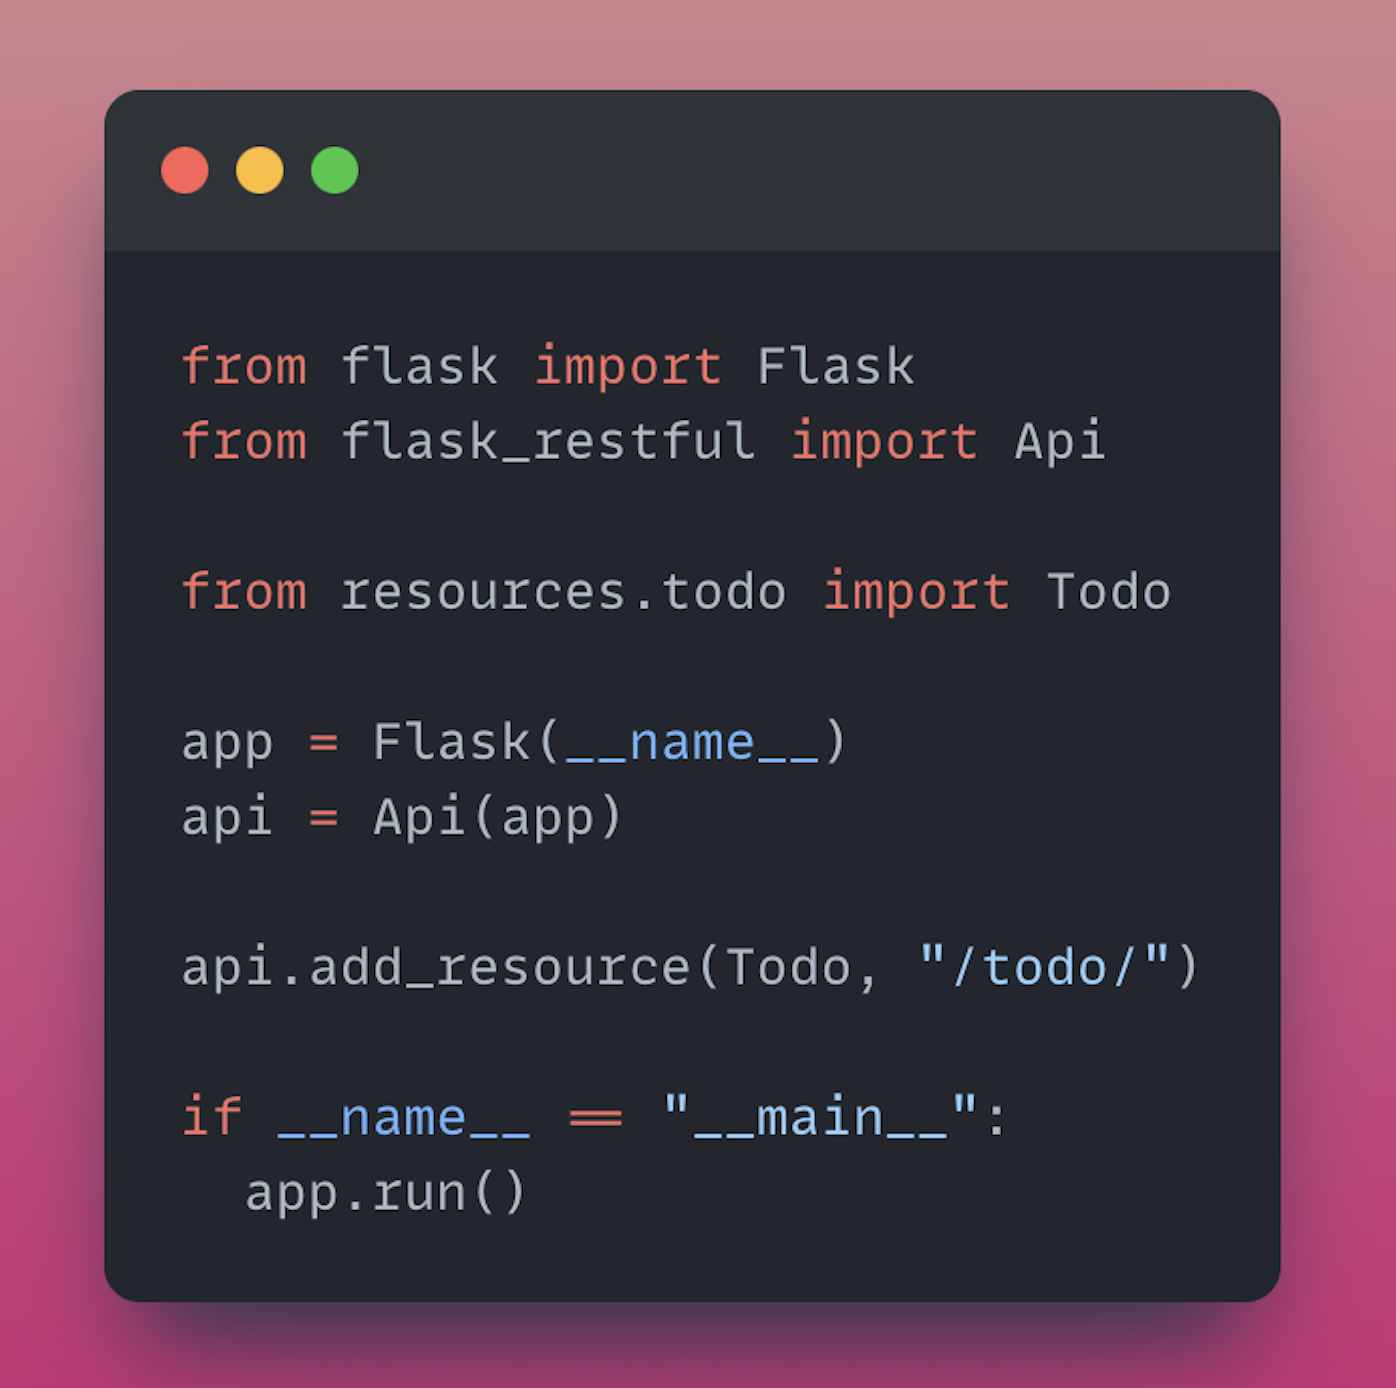 from flask import Flask
from flask_restful import Api
from resources.todo import Todo
app = Flask(__name__)
api = Api(app)
api.add_resource(Todo, "/todo/")
if __name__ == "__main__":
  app.run()